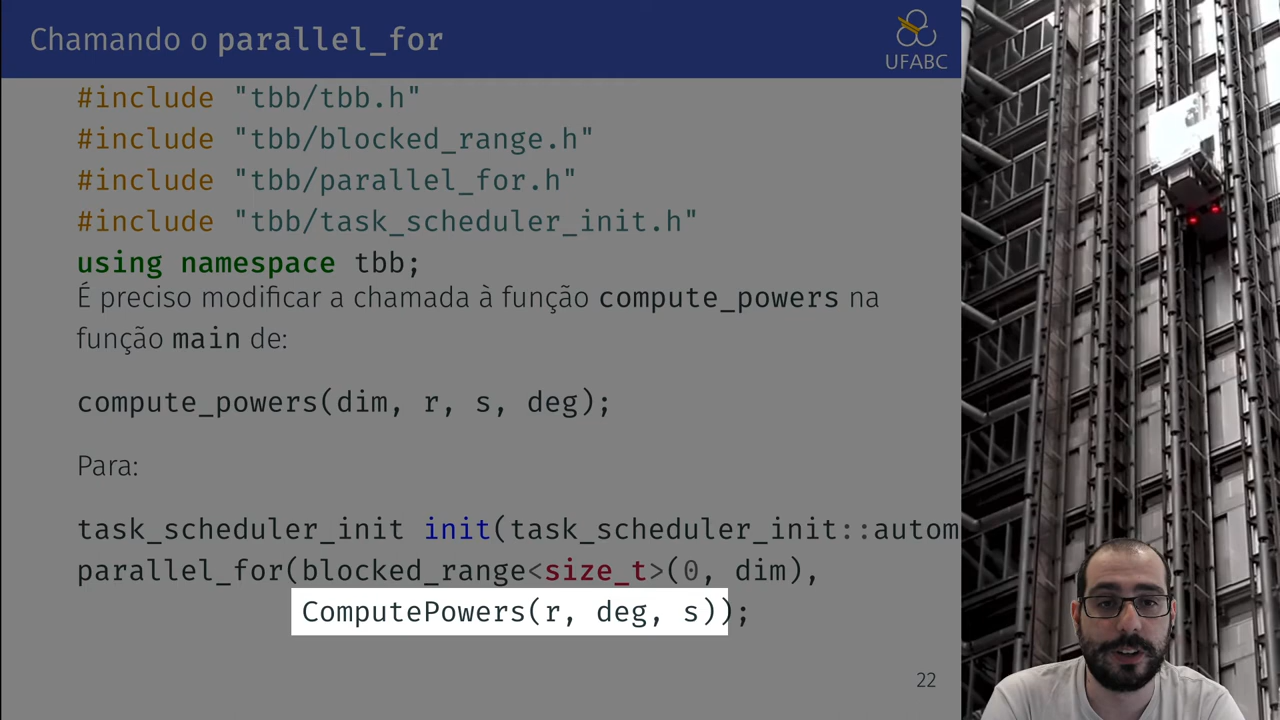 Chamando o parallel_for
UFABC
#include "tbb/tbb.h"
#include "tbb/blocked_range.h"
#include "tbb/parallel_for.h"
#include "tbb/task_scheduler_init.h"
using namespace tbb;
É preciso modificar a chamada à função compute_powers na
função main de:
compute_powers(dim, r, s, deg);
Para:
task_scheduler_init init(task_scheduler_init::autom
parallel_for(blocked_range<size_t>(0, dim),
ComputePowers(r, deg, s));
22